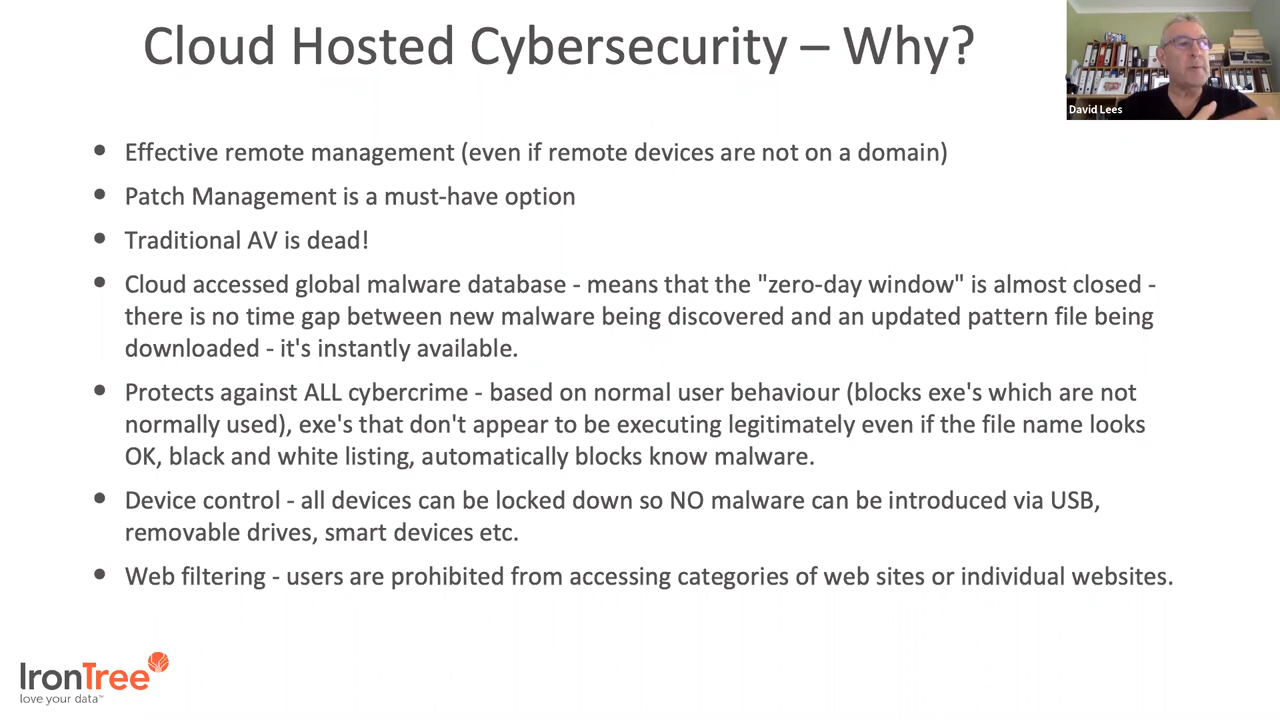 Cloud Hosted Cybersecurity – Why?
David Lees
• Effective remote management (even if remote devices are not on a domain)
• Patch Management is a must-have option
• Traditional AV is dead!
• Cloud accessed global malware database - means that the "zero-day window" is almost closed -
there is no time gap between new malware being discovered and an updated pattern file being
downloaded - it's instantly available.
• Protects against ALL cybercrime - based on normal user behaviour (blocks exe's which are not
normally used), exe's that don't appear to be executing legitimately even if the file name looks
OK, black and white listing, automatically blocks know malware.
• Device control - all devices can be locked down so NO malware can be introduced via USB,
removable drives, smart devices etc.
• Web filtering - users are prohibited from accessing categories of web sites or individual websites.
IronTree
love your data™